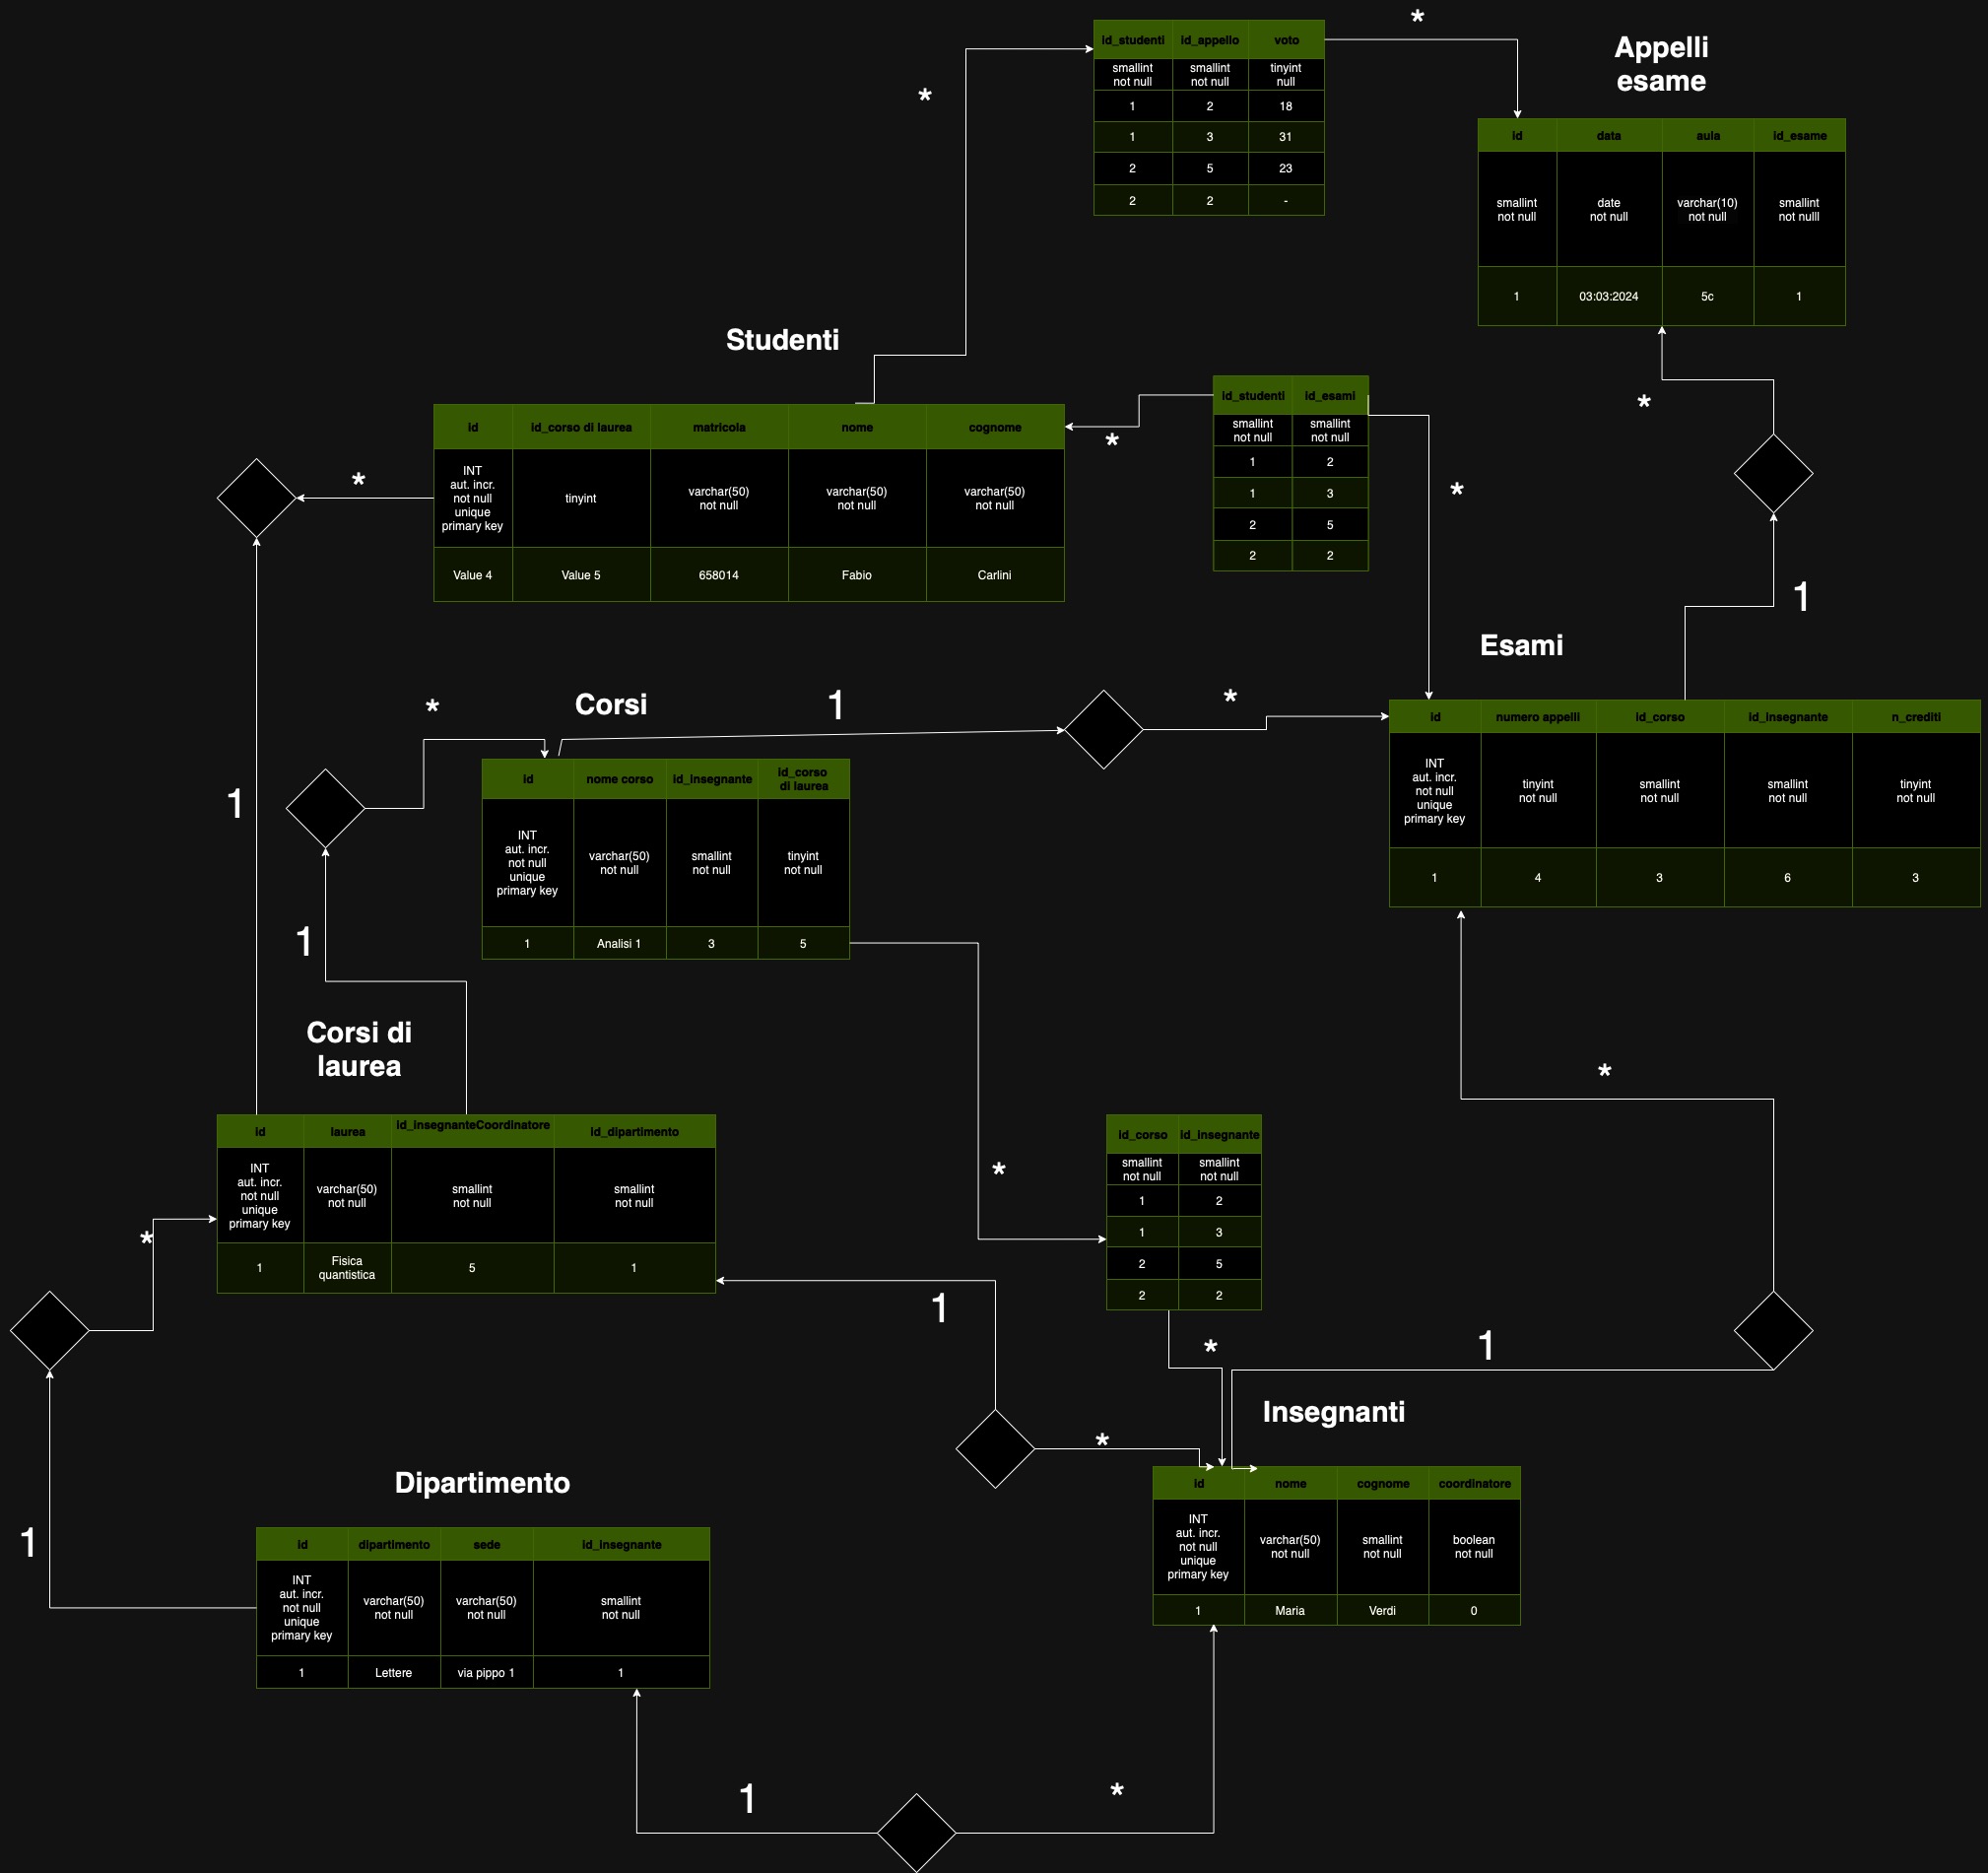 *
id_studenti id_appello voto
smallint
not null
smallint
not null
tinyint
null
1 2 18
1 3 31
2 5 23
2 2 -
*
Appelli
esame
id data aula id_esame
smallint
not null
date
not null
varchar(10)
not null
smallint
not nulll
1 03:03:2024 5c 1
Studenti
id id_corso di laurea matricola nome cognome
INT
aut. incr.
not null
unique
primary key
tinyint
varchar(50)
not null
varchar(50)
not null
varchar(50)
not null
Value 4 Value 5 658014 Fabio Carlini
*
*
id_studenti id_esami
smallint
not null
smallint
not null
1 2
1 3
2 5
2 2
*
*
1
Esami
id numero appelli id_corso id_insegnante n_crediti
INT
aut. incr.
not null
unique
primary key
tinyint
not null
smallint
not null
smallint
not null
tinyint
not null
1 4 3 6 3
*
Corsi
1
*
id nome corso id_insegnante id_corso
di laurea
INT
aut. incr.
not null
unique
primary key
varchar(50)
not null
smallint
not null
tinyint
not null
1 Analisi 1 3 5
1
1
Corsi di
laurea
id laurea id_insegnanteCoordinatore id_dipartimento
INT
aut. incr.
not null
unique
primary key
varchar(50)
not null
smallint
not null
smallint
not null
1 Fisica
quantistica
5 1
*
*
*
id_corso id_insegnante
smallint
not null
smallint
not null
1 2
1 3
2 5
2 2
1
*
1
Insegnanti
*
id nome cognome coordinatore
INT
aut. incr.
not null
unique
primary key
varchar(50)
not null
smallint
not null
boolean
not null
1 Maria Verdi 0
Dipartimento
1
id dipartimento sede id_insegnante
INT
aut. incr.
not null
unique
primary key
varchar(50)
not null
varchar(50)
not null
smallint
not null
1 Lettere via pippo 1 1
1
*